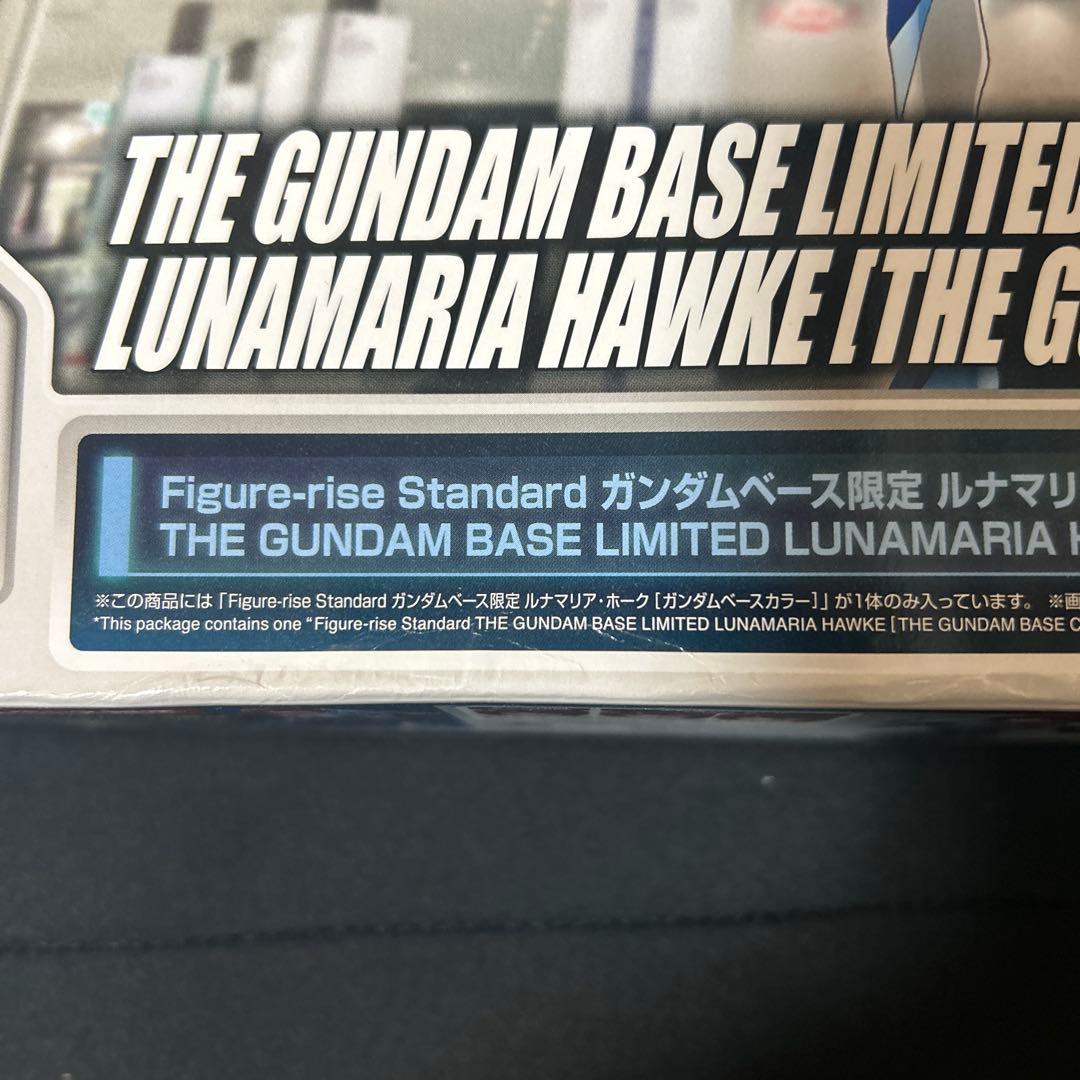 THE GUNDAM BASE LIMITED
LUNAMARIA HAWKE [THE
Figure-rise Standard ガンダムベース限定 ルナマリ
THE GUNDAM BASE LIMITED LUNAMARIA
※この商品には「Figure-rise Standard ガンダムベース限定 ルナマリア・ホーク[ガンダムベースカラー]」が1体のみ入っています。 ※画
*This package contains one “Figure-rise Standard THE GUNDAM BASE LIMITED LUNAMARIA HAWKE [THE GUNDAM BASE C